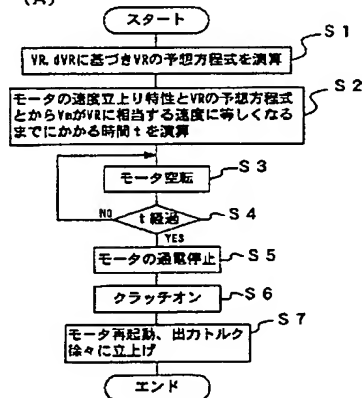 (A)
スタート
S1
VR、dVRに基づきVRの予想方程式を演算
S2
モータの速度立上り特性とVRの予想方程式
とからVmがVRに相当する速度に等しくなる
までにかかる時間tを演算
S3
モータ空転
S4
NO
t経過
YES
S5
モータの通電停止
S6
クラッチオン
S7
モータ再起動、出力トルク
徐々に立上げ
エンド